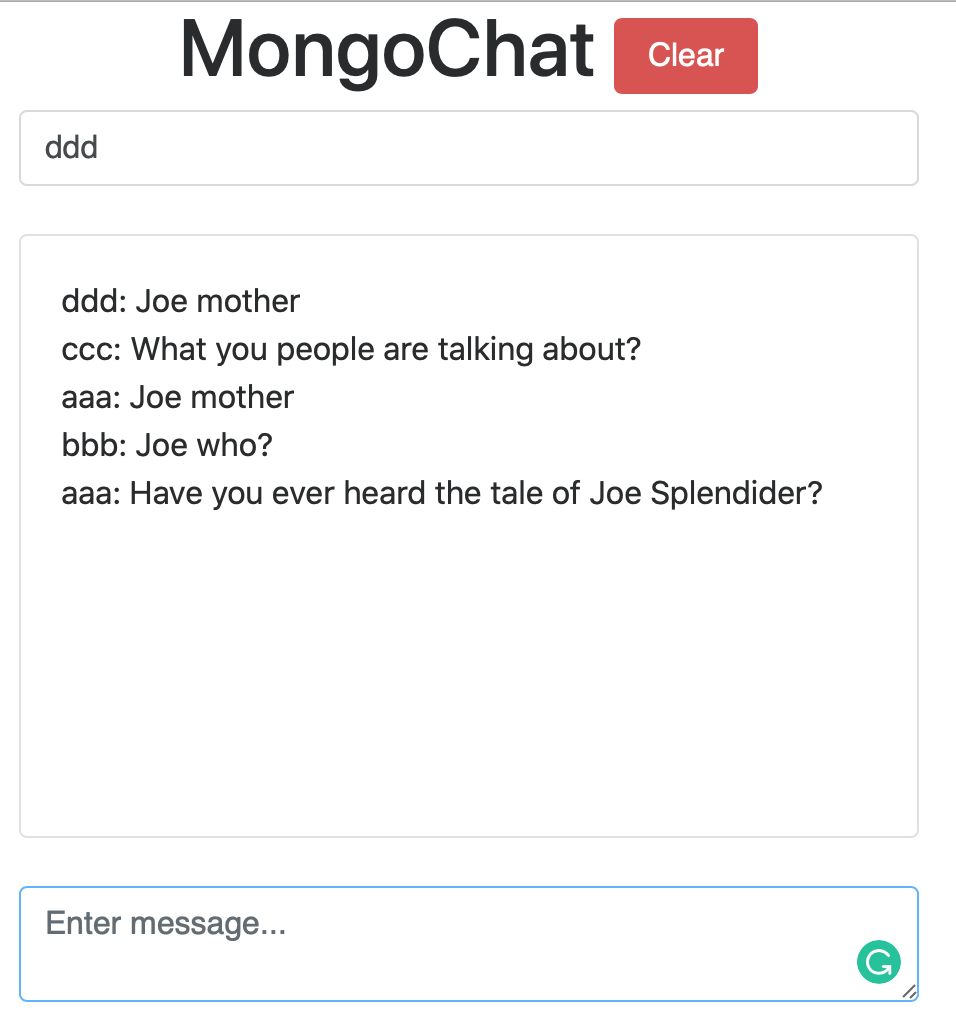 MongoChat Clear
ddd
ddd: Joe mother
ccc: What you people are talking about?
aaa: Joe mother
bbb: Joe who?
aaa: Have you ever heard the tale of Joe Splendider?
Enter message...